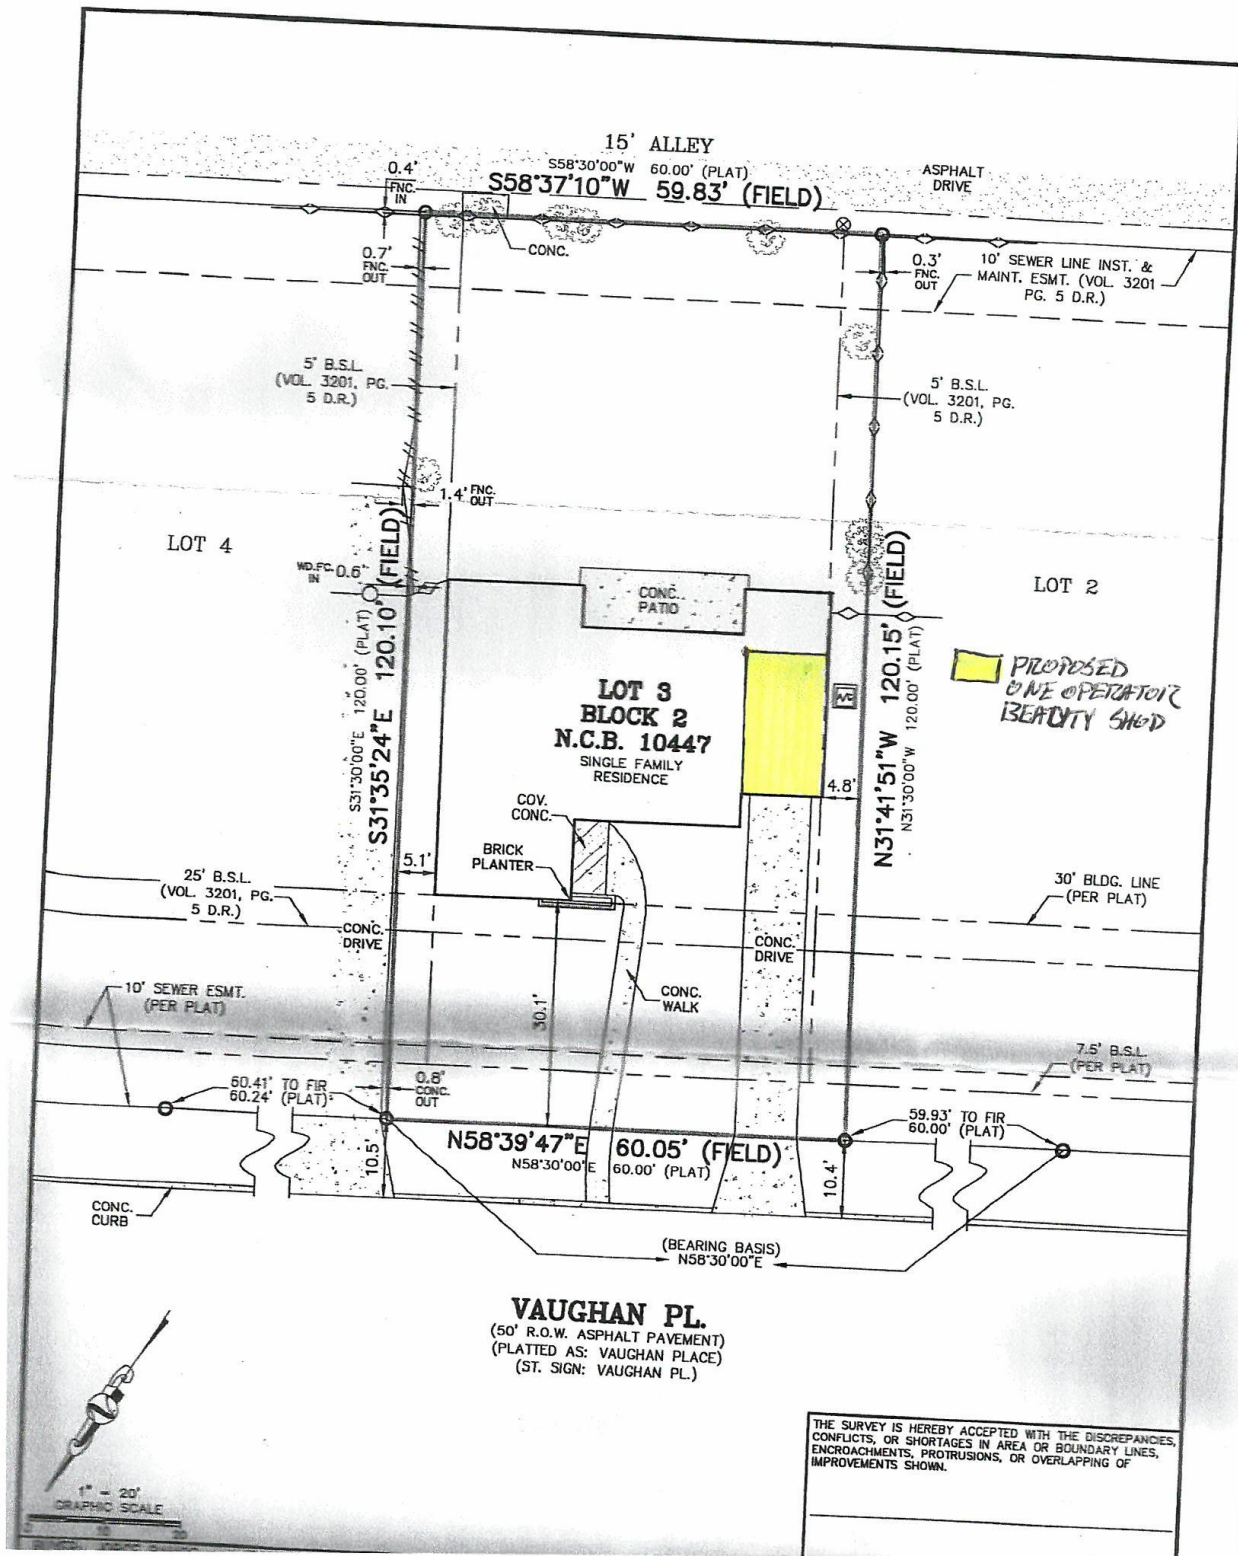 15' ALLEY
S58°30'00"W 60.00' (PLAT)
S58°37'10"W 59.83' (FIELD)
ASPHALT
DRIVE
0.4'
FNC.
IN
CONC.
0.7'
FNC.
OUT
0.3'
FNC.
OUT
10' SEWER LINE INST. &
MAINT. ESMT. (VOL. 3201
PG. 5 D.R.)
5' B.S.L.
(VOL. 3201, PG.
5 D.R.)
5' B.S.L.
(VOL. 3201, PG.
5 D.R.)
1.4' FNC.
OUT
LOT 4
WD.FC.
IN
0.6'
CONC.
PATIO
LOT 2
S31°30'00"E 120.00' (PLAT)
S31°35'24"E 120.10' (FIELD)
N31°41'51"W 120.15' (FIELD)
N31°30'00"W 120.00' (PLAT)
PROPOSED
ONE OPERATOR
BEAUTY SHOP
LOT 3
BLOCK 2
N.C.B. 10447
SINGLE FAMILY
RESIDENCE
4.8'
COV.
CONC.
BRICK
PLANTER
5.1'
25' B.S.L.
(VOL. 3201, PG.
5 D.R.)
30' BLDG. LINE
(PER PLAT)
CONC.
DRIVE
CONC.
DRIVE
10' SEWER ESMT.
(PER PLAT)
CONC.
WALK
30.1'
7.5' B.S.L.
(PER PLAT)
60.41' TO FIR
60.24' (PLAT)
0.8'
CONC.
OUT
59.93' TO FIR
60.00' (PLAT)
N58°39'47"E 60.05' (FIELD)
N58°30'00"E 60.00' (PLAT)
10.5'
10.4'
CONC.
CURB
(BEARING BASIS)
N58°30'00"E
VAUGHAN PL.
(50' R.O.W. ASPHALT PAVEMENT)
(PLATTED AS: VAUGHAN PLACE)
(ST. SIGN: VAUGHAN PL.)
THE SURVEY IS HEREBY ACCEPTED WITH THE DISCREPANCIES,
CONFLICTS, OR SHORTAGES IN AREA OR BOUNDARY LINES,
ENCROACHMENTS, PROTRUSIONS, OR OVERLAPPING OF
IMPROVEMENTS SHOWN.
1" = 20'
GRAPHIC SCALE
0 10 20